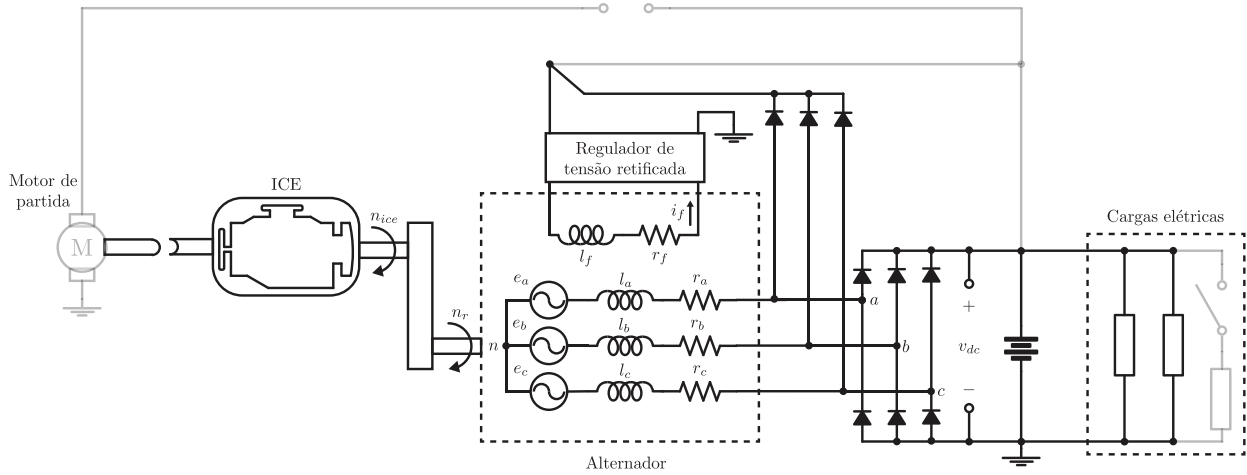 Regulador de
tensão retificada
Motor de
partida
ICE
M
n_ice
n_r
i_f
l_f
r_f
Cargas elétricas
e_a
l_a
r_a
a
e_b
l_b
r_b
n
b
e_c
l_c
r_c
c
+
v_dc
−
Alternador